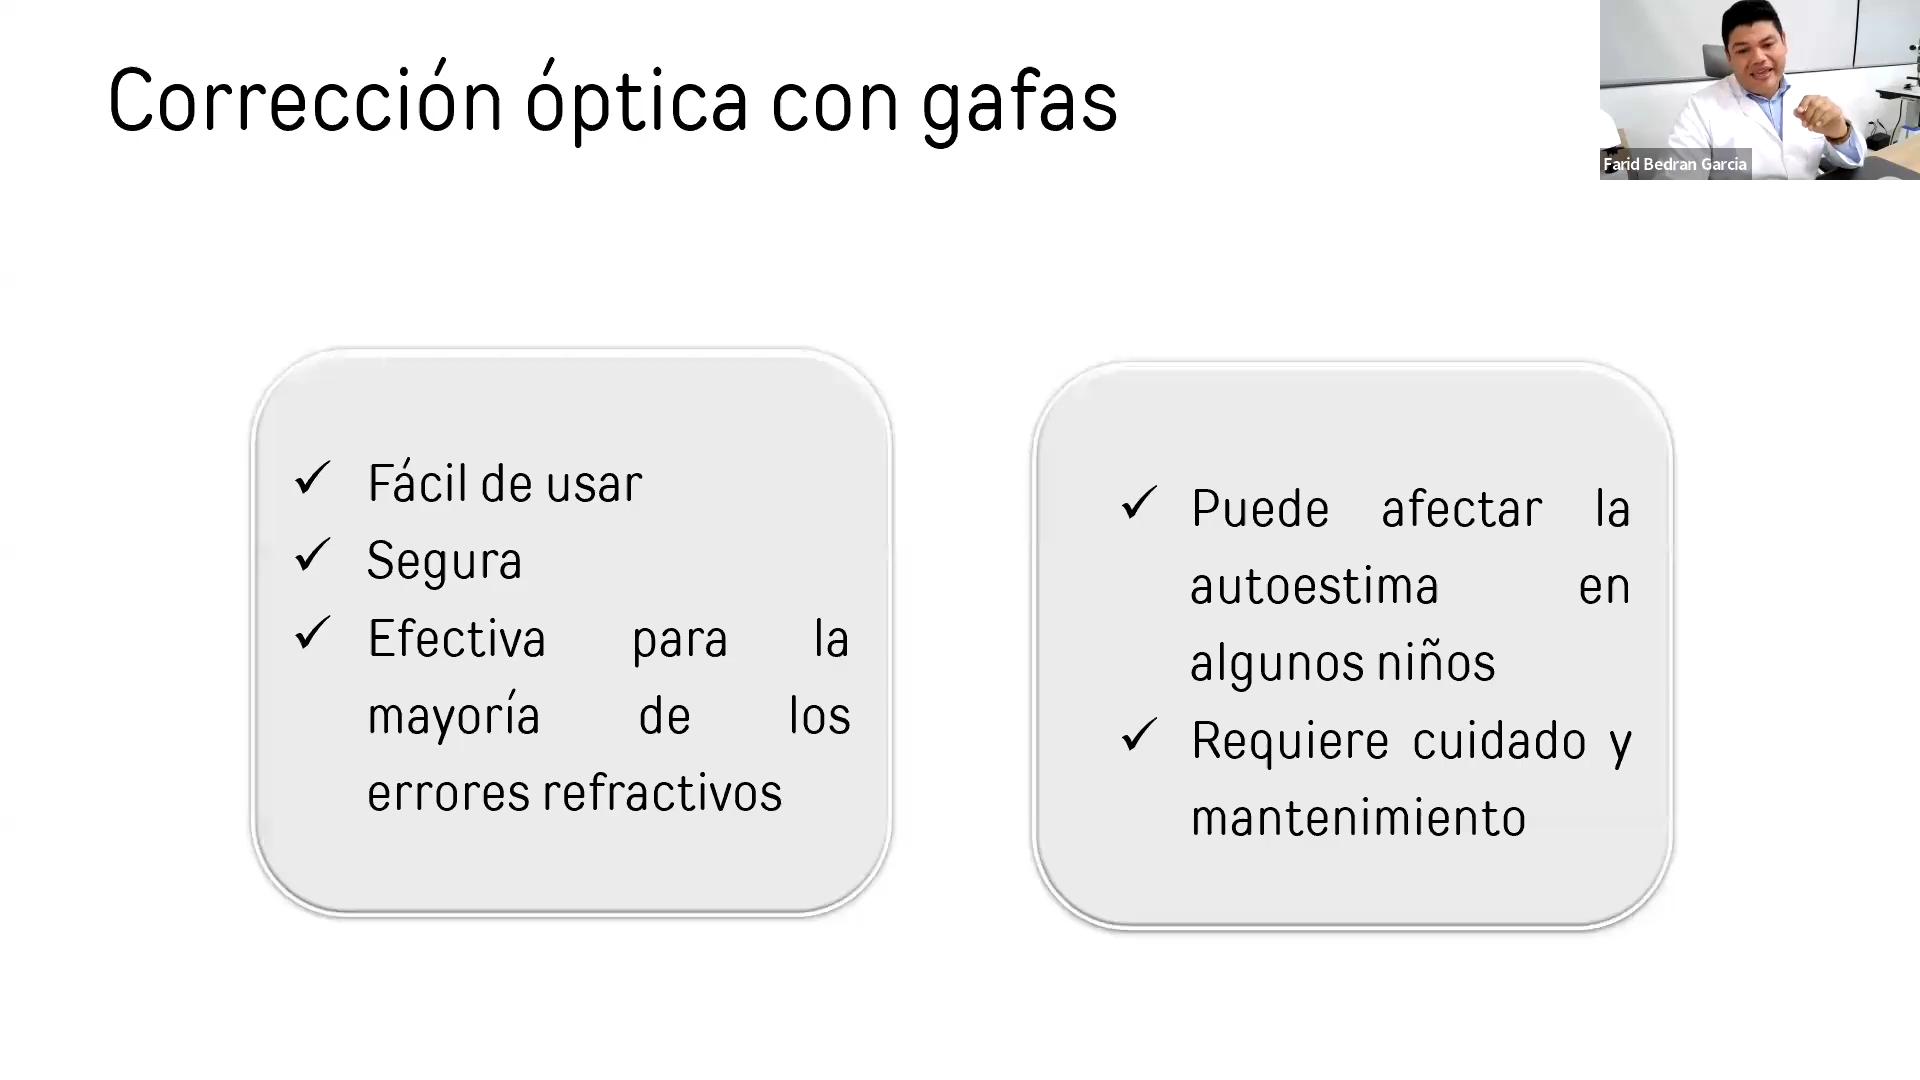 Corrección óptica con gafas
Farid Bedran Garcia
Fácil de usar
Segura
Efectiva para la
mayoría de los
errores refractivos
Puede afectar la
autoestima en
algunos niños
Requiere cuidado y
mantenimiento